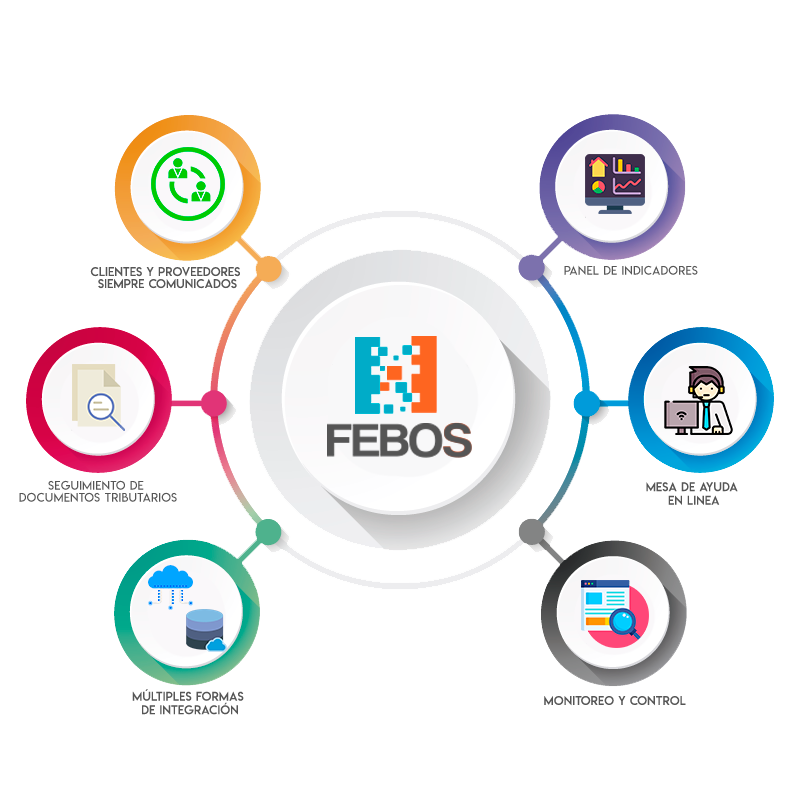 CLIENTES Y PROVEEDORES
SIEMPRE COMUNICADOS
PANEL DE INDICADORES
FEBOS
SEGUIMIENTO DE
DOCUMENTOS TRIBUTARIOS
MESA DE AYUDA
EN LINEA
MÚLTIPLES FORMAS
DE INTEGRACIÓN
MONITOREO Y CONTROL